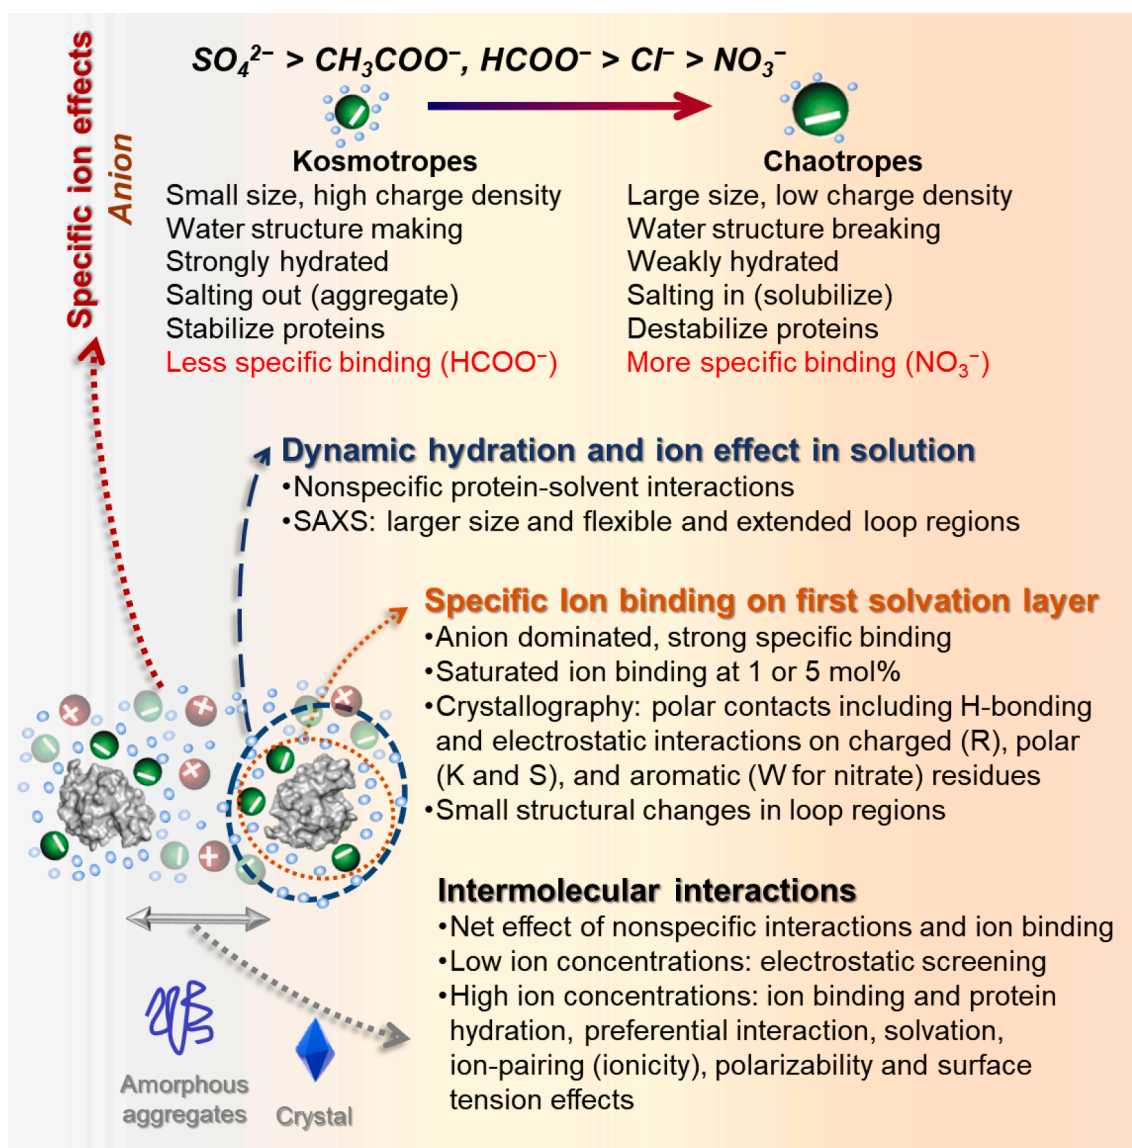 SO₄²⁻ > CH₃COO⁻, HCOO⁻ > Cl⁻ > NO₃⁻
Specific ion effects
Anion
Kosmotropes
Small size, high charge density
Water structure making
Strongly hydrated
Salting out (aggregate)
Stabilize proteins
Less specific binding (HCOO⁻)
Chaotropes
Large size, low charge density
Water structure breaking
Weakly hydrated
Salting in (solubilize)
Destabilize proteins
More specific binding (NO₃⁻)
Dynamic hydration and ion effect in solution
•Nonspecific protein-solvent interactions
•SAXS: larger size and flexible and extended loop regions
Specific Ion binding on first solvation layer
•Anion dominated, strong specific binding
•Saturated ion binding at 1 or 5 mol%
•Crystallography: polar contacts including H-bonding
and electrostatic interactions on charged (R), polar
(K and S), and aromatic (W for nitrate) residues
•Small structural changes in loop regions
Intermolecular interactions
•Net effect of nonspecific interactions and ion binding
•Low ion concentrations: electrostatic screening
•High ion concentrations: ion binding and protein
hydration, preferential interaction, solvation,
ion-pairing (ionicity), polarizability and surface
tension effects
Amorphous
aggregates
Crystal